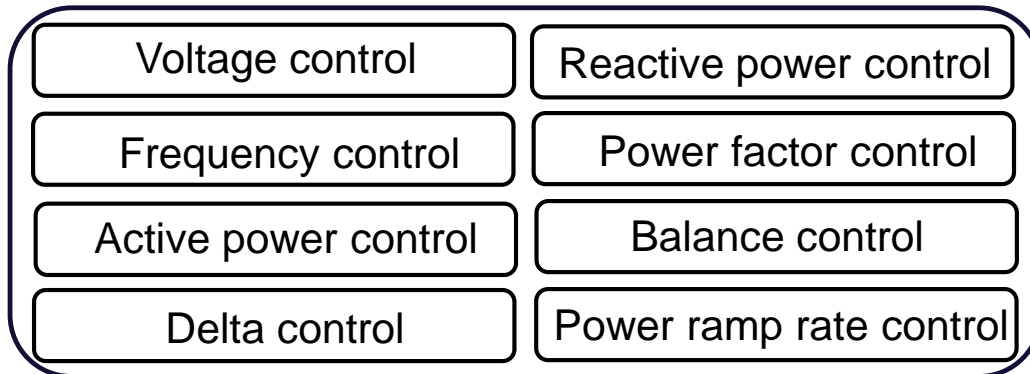 Voltage control
Reactive power control
Frequency control
Power factor control
Active power control
Balance control
Delta control
Power ramp rate control